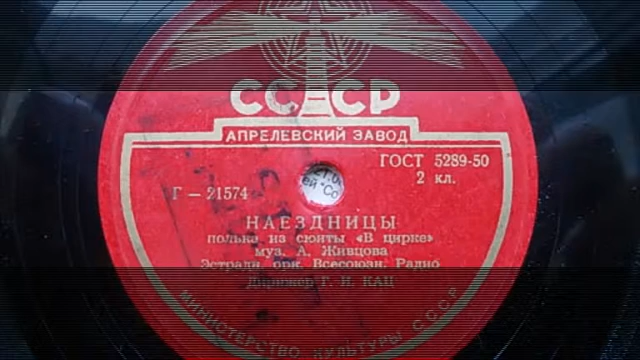 СССР
АПРЕЛЕВСКИЙ ЗАВОД
ГОСТ 5289-50
2 кл.
Г — 21574
НАЕЗДНИЦЫ
полька из сюиты «В цирке»
муз. А. Живцова
Эстрадн. орк. Всесоюзн. Радио
Дирижер Г. Н. КАЦ
МИНИСТЕРСТВО КУЛЬТУРЫ СССР